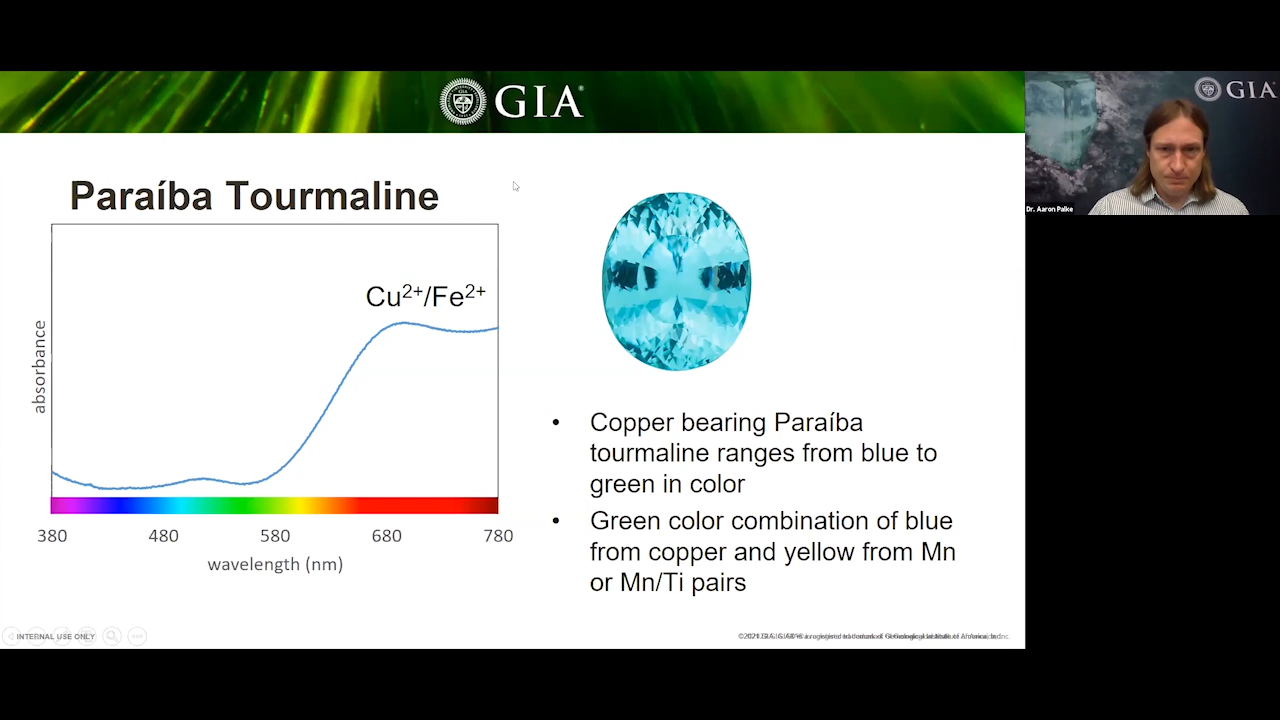 GIA
GIA
Dr. Aaron Palke
Paraíba Tourmaline
Cu2+/Fe2+
absorbance
380 480 580 680 780
wavelength (nm)
• Copper bearing Paraíba
tourmaline ranges from blue to
green in color
• Green color combination of blue
from copper and yellow from Mn
or Mn/Ti pairs
INTERNAL USE ONLY